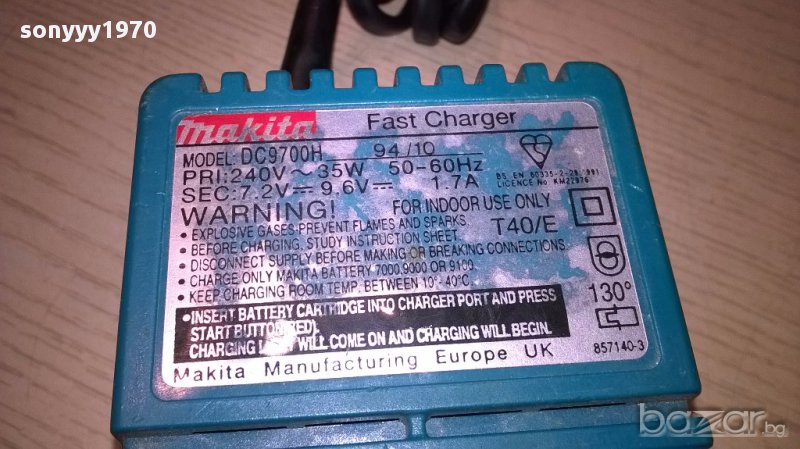 sonyyy1970
makita Fast Charger
MODEL: DC9700H 94/10
PRI:240V～35W 50-60Hz
SEC:7.2V⎓9.6V⎓ 1.7A
BS EN 60335-2-29:1991
LICENCE No KM22976
WARNING! FOR INDOOR USE ONLY
T40/E
•EXPLOSIVE GASES·PREVENT FLAMES AND SPARKS.
•BEFORE CHARGING, STUDY INSTRUCTION SHEET.
•DISCONNECT SUPPLY BEFORE MAKING OR BREAKING
•CHARGE ONLY MAKITA BATTERY 7000,9000 OR 9100.
•KEEP CHARGING ROOM TEMP. BETWEEN 10°-40°C.
130°
•INSERT BATTERY CARTRIDGE INTO CHARGER PORT AND PRESS
START BUTTON(RED).
CHARGING WILL COME ON AND CHARGING WILL BEGIN.
857140-3
Makita Manufacturing Europe UK
bazar.bg